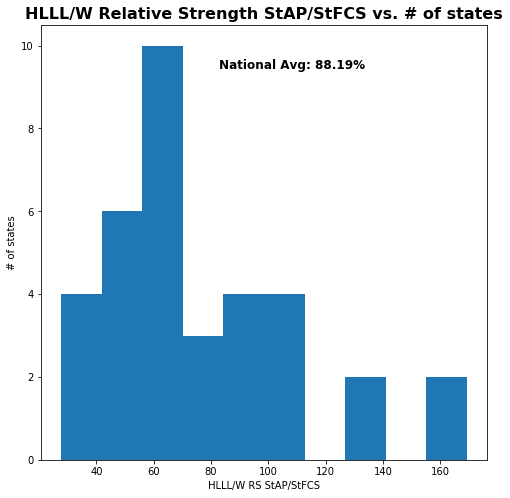 HLLL/W Relative Strength StAP/StFCS vs. # of states
National Avg: 88.19%
# of states
10
8
6
4
2
0
40 60 80 100 120 140 160
HLLL/W RS StAP/StFCS